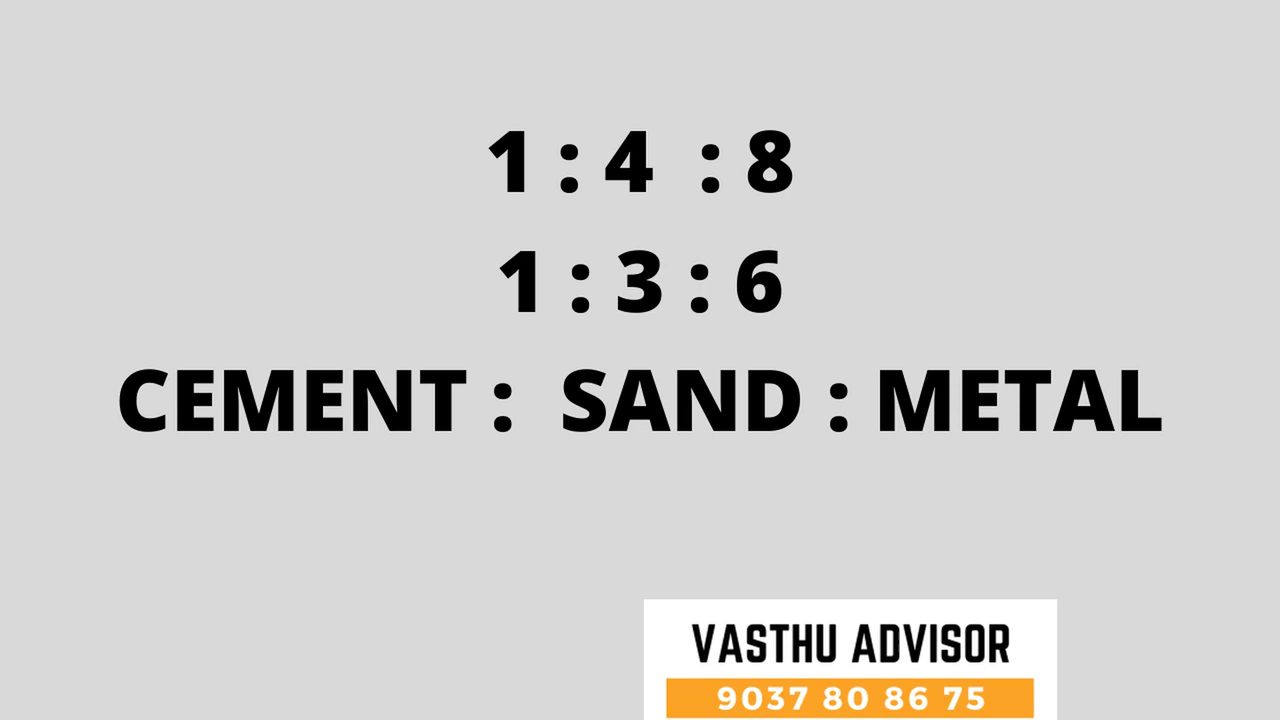 1 : 4 : 8
1 : 3 : 6
CEMENT : SAND : METAL
VASTHU ADVISOR
9037 80 86 75